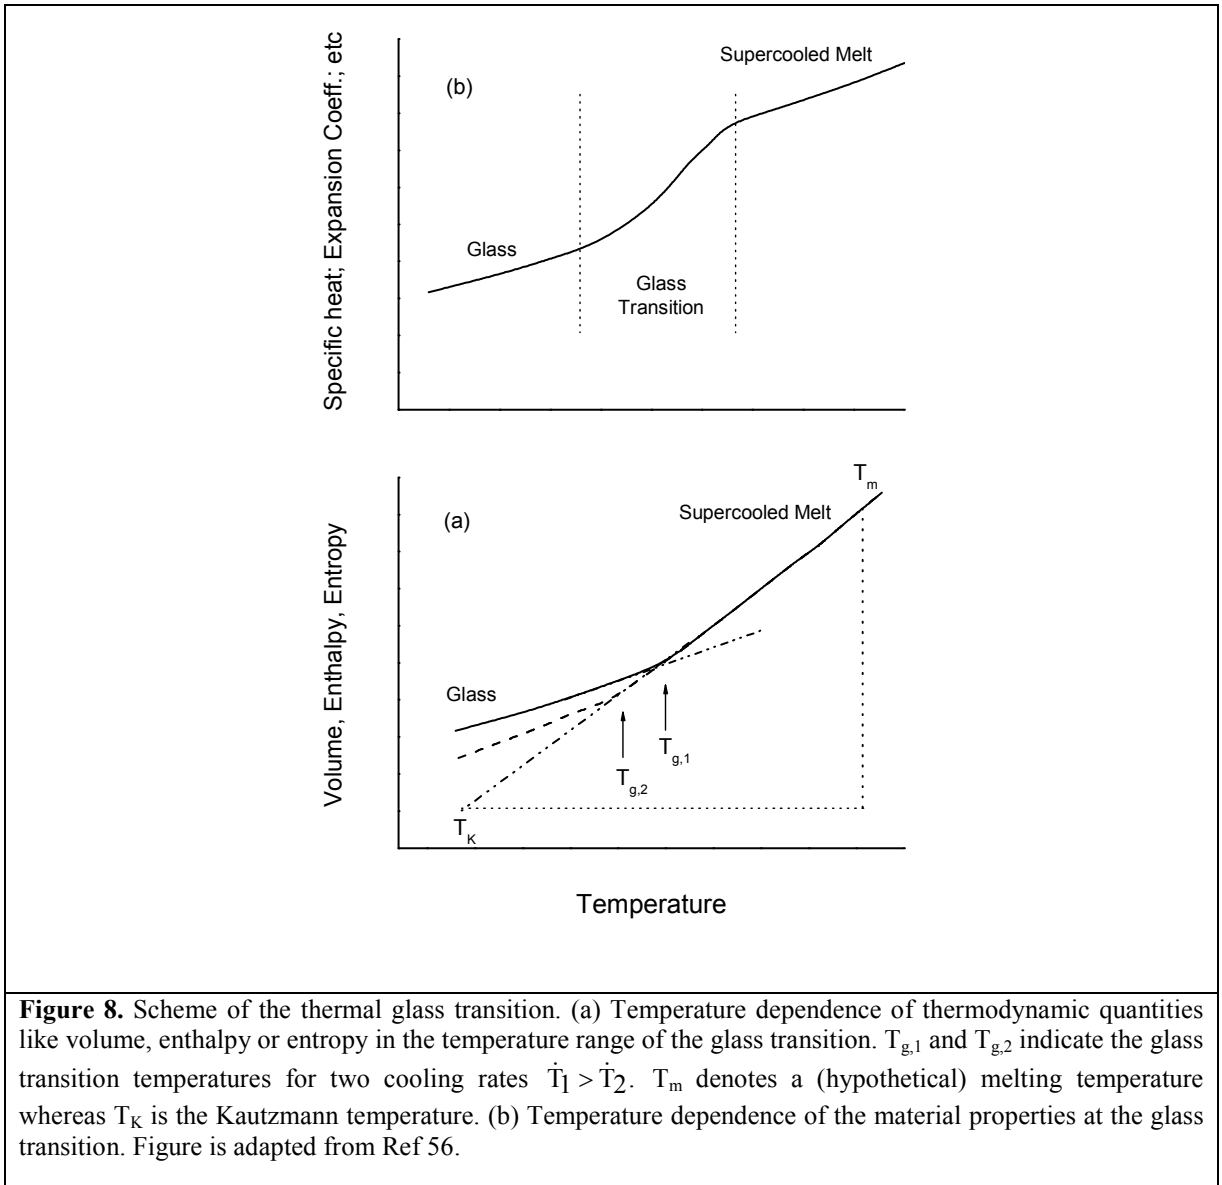 Specific heat; Expansion Coeff.; etc
(b)
Supercooled Melt
Glass
Glass
Transition
Volume, Enthalpy, Entropy
(a)
T_m
Supercooled Melt
Glass
T_g,1
T_g,2
T_K
Temperature
Figure 8. Scheme of the thermal glass transition. (a) Temperature dependence of thermodynamic quantities
like volume, enthalpy or entropy in the temperature range of the glass transition. T_g,1 and T_g,2 indicate the glass
transition temperatures for two cooling rates Ṫ1 > Ṫ2. T_m denotes a (hypothetical) melting temperature
whereas T_K is the Kautzmann temperature. (b) Temperature dependence of the material properties at the glass
transition. Figure is adapted from Ref 56.